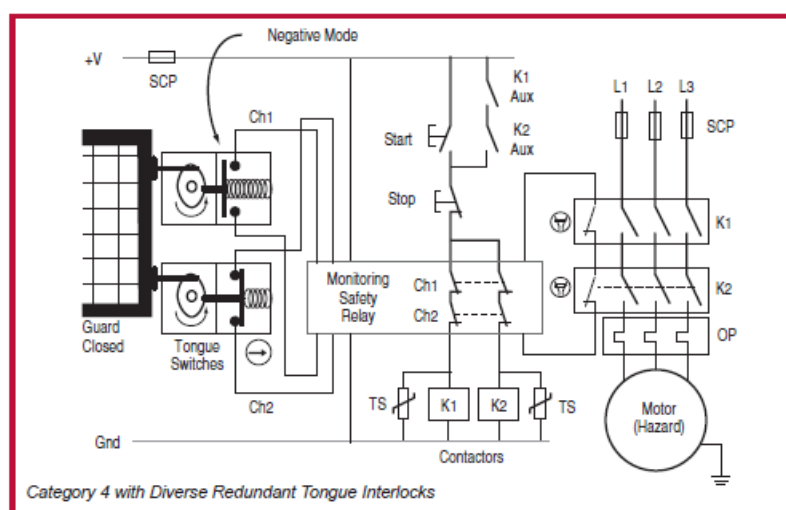 Negative Mode
+V
SCP
K1
Aux
L1 L2 L3
Ch1
K2
Aux
SCP
Start
Stop
K1
Monitoring
Safety
Relay
Ch1
Ch2
K2
Guard
Closed
Tongue
Switches
OP
Ch2
TS
K1
K2
TS
Motor
(Hazard)
Gnd
Contactors
Category 4 with Diverse Redundant Tongue Interlocks